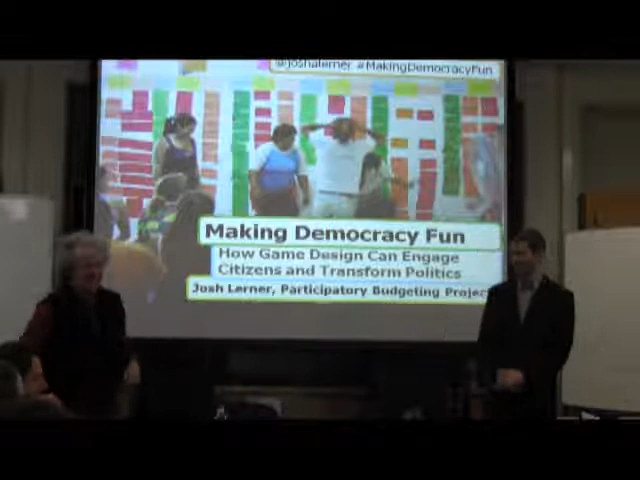 @joshalerner #MakingDemocracyFun
Making Democracy Fun
How Game Design Can Engage
Citizens and Transform Politics
Josh Lerner, Participatory Budgeting Project